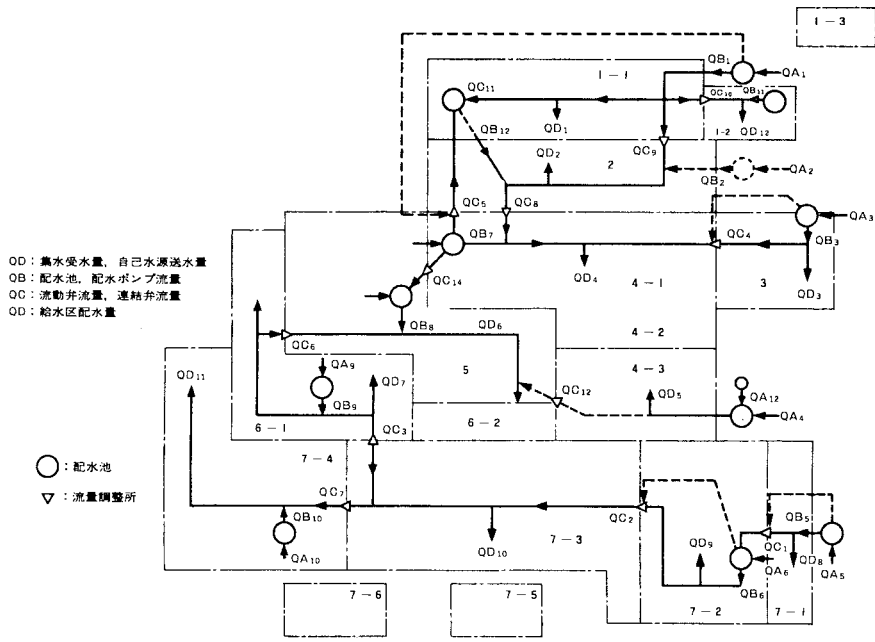 1-3
QB1
QA1
1-1
QC11
QC10
QB11
QB12
QD1
QD12
1-2
QC9
QD2
2
QB2
QA2
QC5
QC8
QA3
QB7
QC4
QB3
QD:集水受水量,自己水源送水量
QB:配水池,配水ポンプ流量
QC:流動弁流量,連結弁流量
QD:給水区配水量
QC14
QD4
4-1
3
QD3
QB8
QD6
4-2
QC6
5
4-3
QA9
QD11
QD7
QC12
QD5
QA12
QB9
QA4
6-1
6-2
QC3
7-4
:配水池
:流量調整所
QC7
QC2
QB5
QB10
QD9
QC1
QD8
QD10
7-3
QA6
QA5
QA10
QB6
7-6
7-5
7-2
7-1